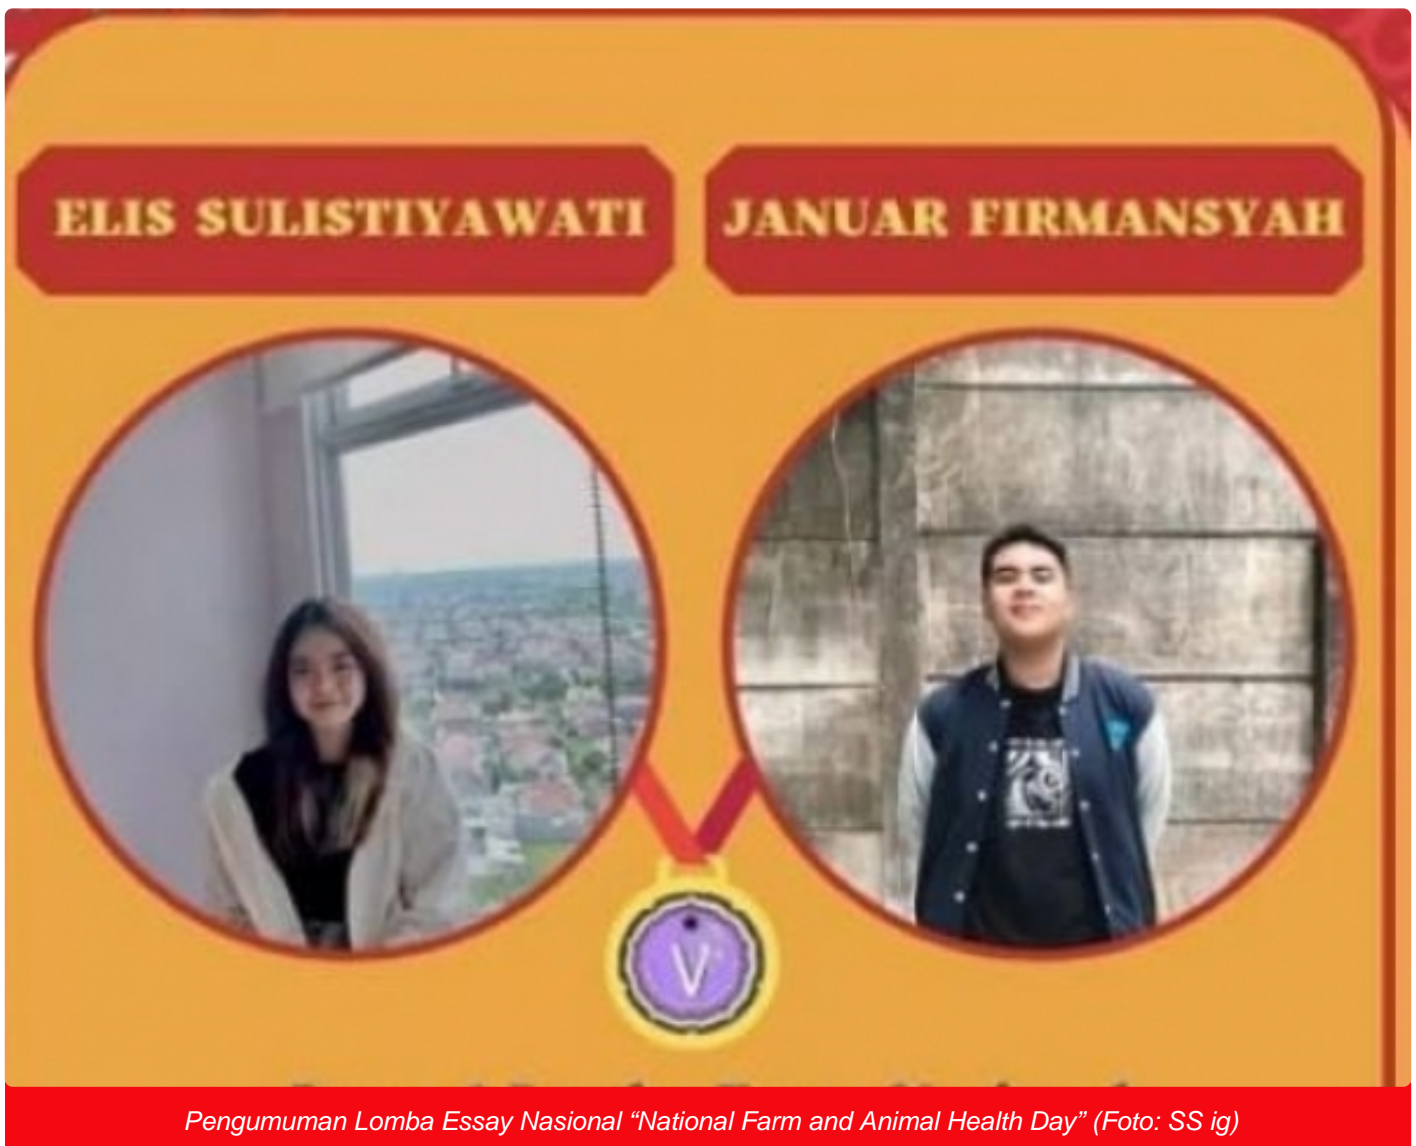 ELIS SULISTIYAWATI
JANUAR FIRMANSYAH
V
Pengumuman Lomba Essay Nasional “National Farm and Animal Health Day” (Foto: SS ig)